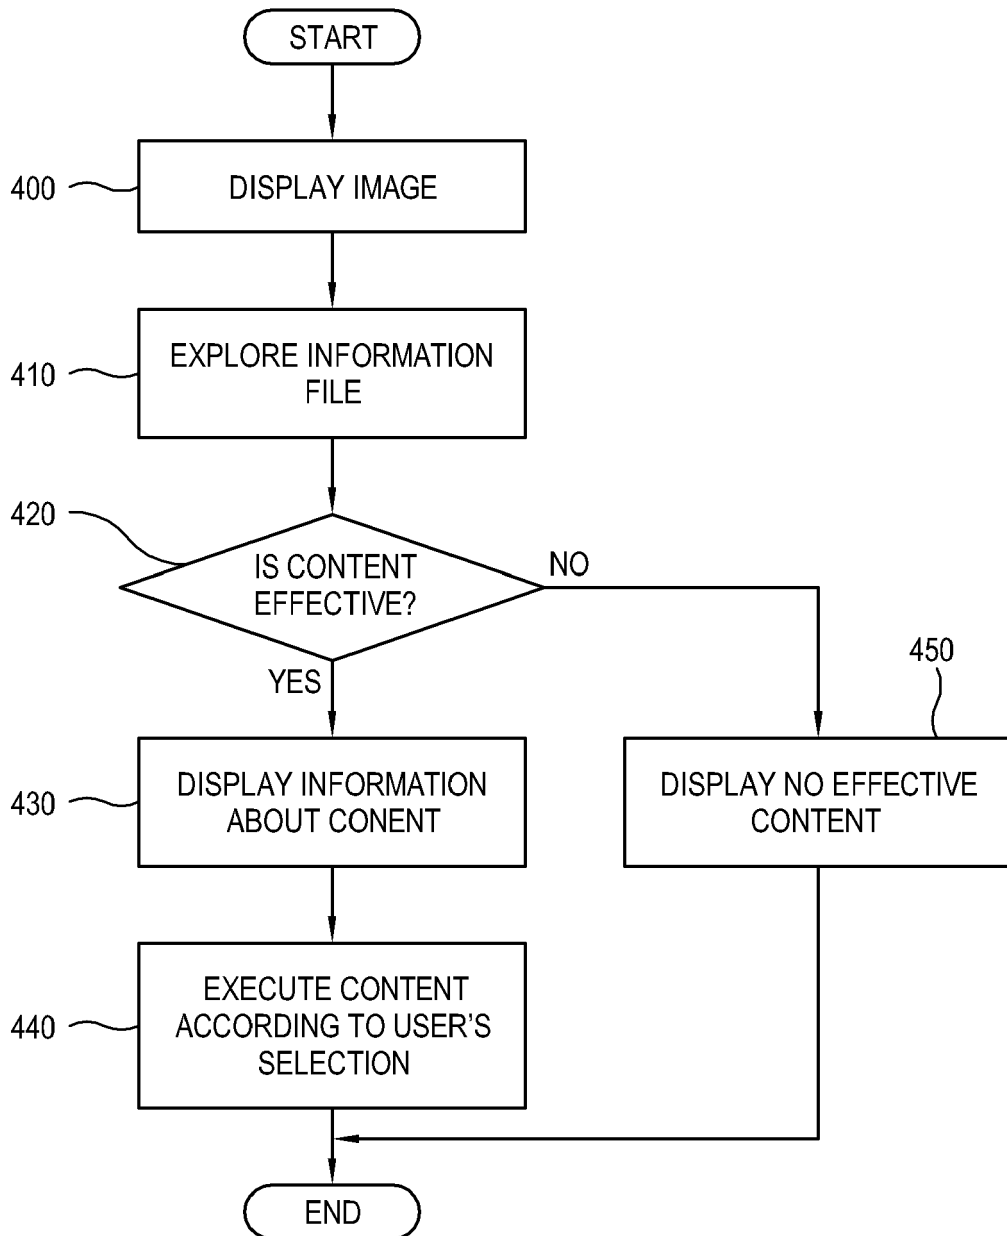 START
400
DISPLAY IMAGE
410
EXPLORE INFORMATION
FILE
420
IS CONTENT
EFFECTIVE?
NO
YES
450
430
DISPLAY INFORMATION
ABOUT CONENT
DISPLAY NO EFFECTIVE
CONTENT
440
EXECUTE CONTENT
ACCORDING TO USER'S
SELECTION
END